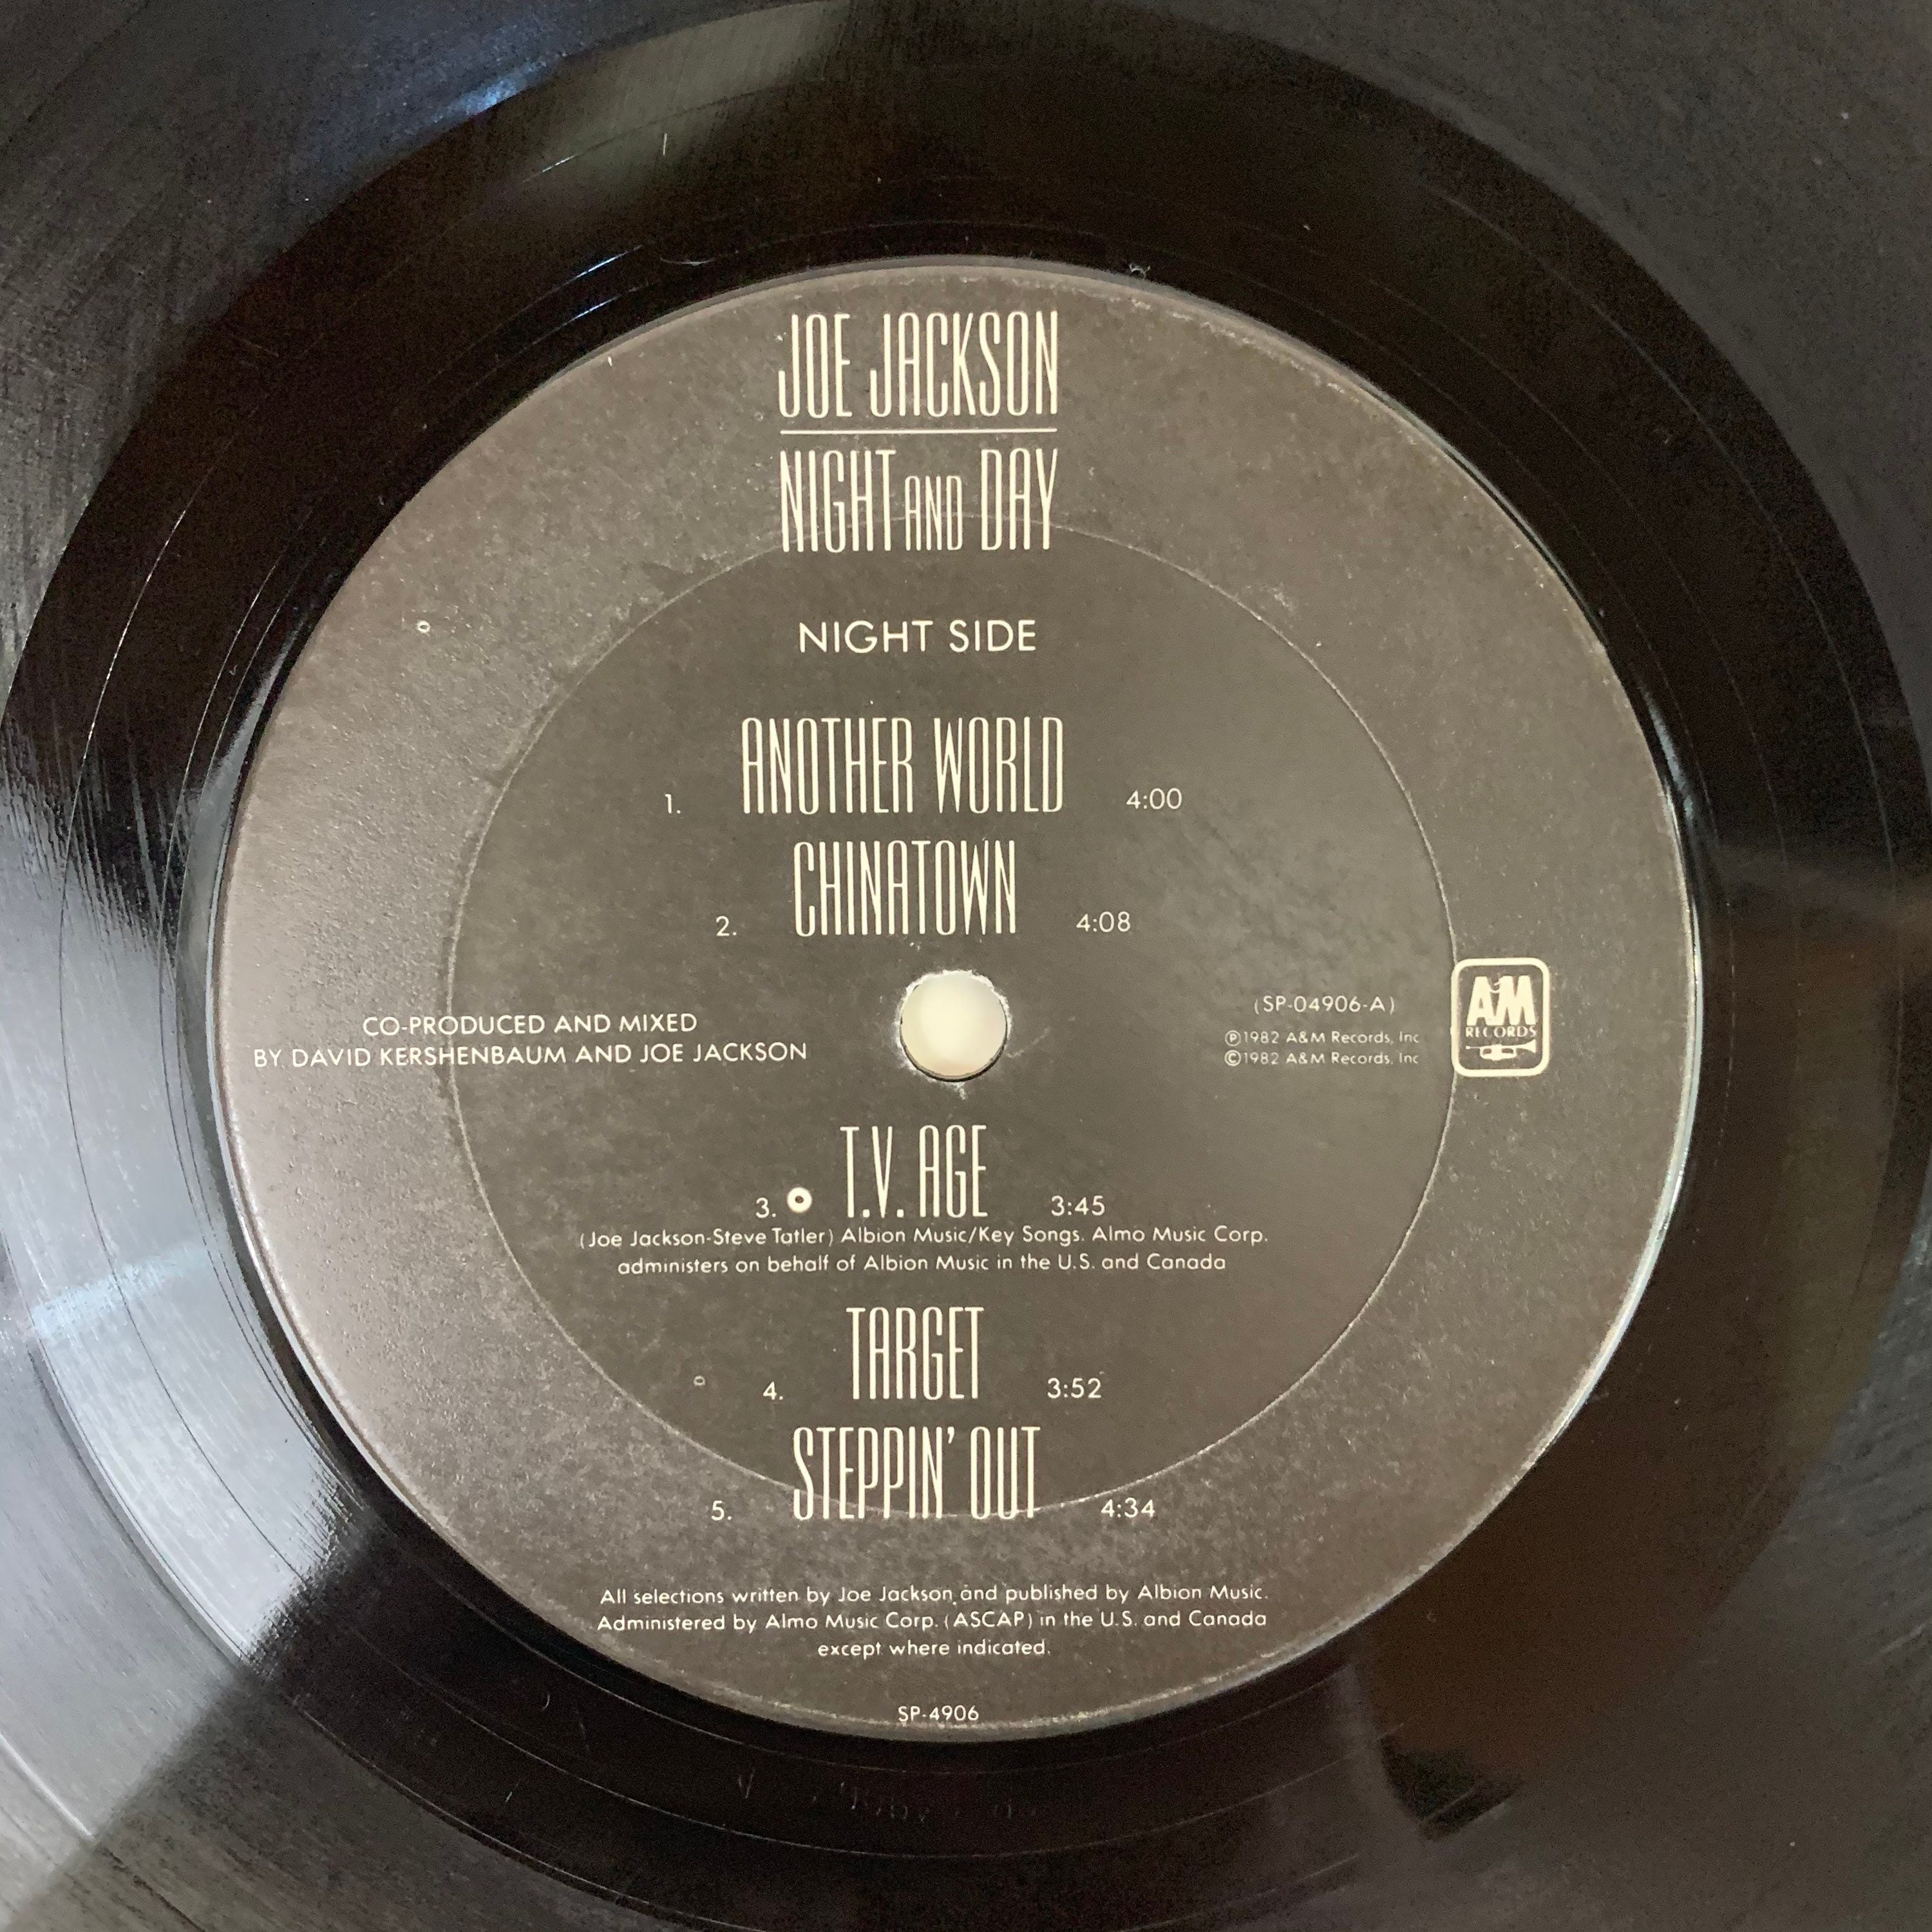 JOE JACKSON
NIGHT AND DAY
NIGHT SIDE
1. ANOTHER WORLD 4:00
2. CHINATOWN 4:08
CO-PRODUCED AND MIXED
BY DAVID KERSHENBAUM AND JOE JACKSON
(SP-04906-A)
℗1982 A&M Records, Inc
©1982 A&M Records, Inc
A&M
RECORDS
3. T.V. AGE 3:45
(Joe Jackson-Steve Tatler) Albion Music/Key Songs. Almo Music Corp.
administers on behalf of Albion Music in the U.S. and Canada
4. TARGET 3:52
5. STEPPIN' OUT 4:34
All selections written by Joe Jackson and published by Albion Music.
Administered by Almo Music Corp. (ASCAP) in the U.S. and Canada
except where indicated.
SP-4906